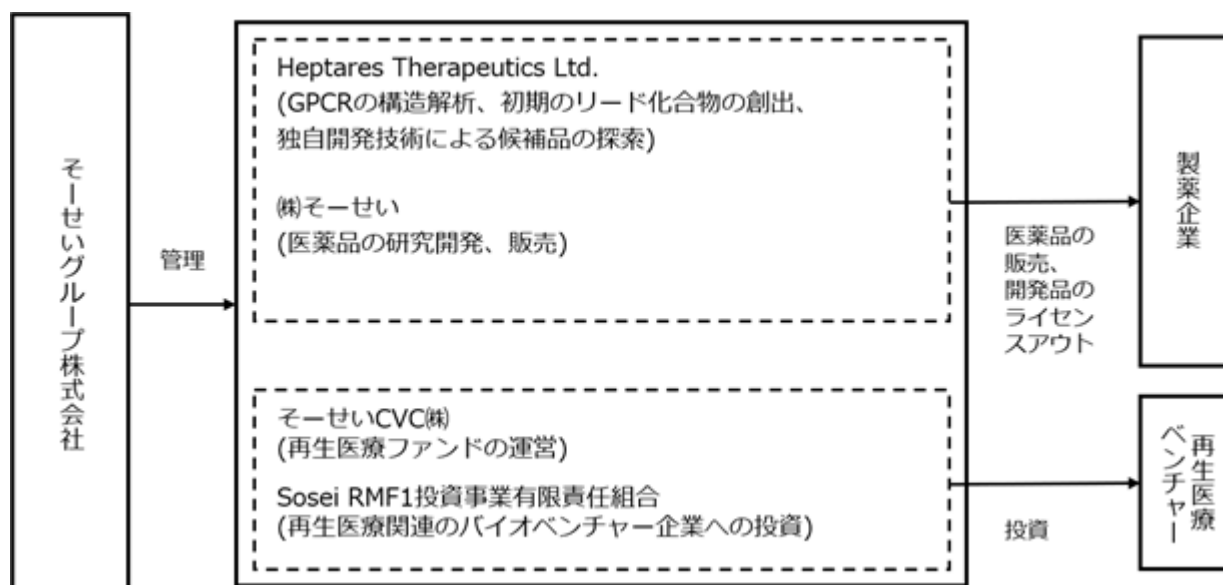 そーせいグループ株式会社
管理
Heptares Therapeutics Ltd.
(GPCRの構造解析、初期のリード化合物の創出、
独自開発技術による候補品の探索)
㈱そーせい
(医薬品の研究開発、販売)
そーせいCVC㈱
(再生医療ファンドの運営)
Sosei RMF1投資事業有限責任組合
(再生医療関連のバイオベンチャー企業への投資)
医薬品の
販売、
開発品の
ライセン
スアウト
投資
製薬企業
再生医療
ベンチャー